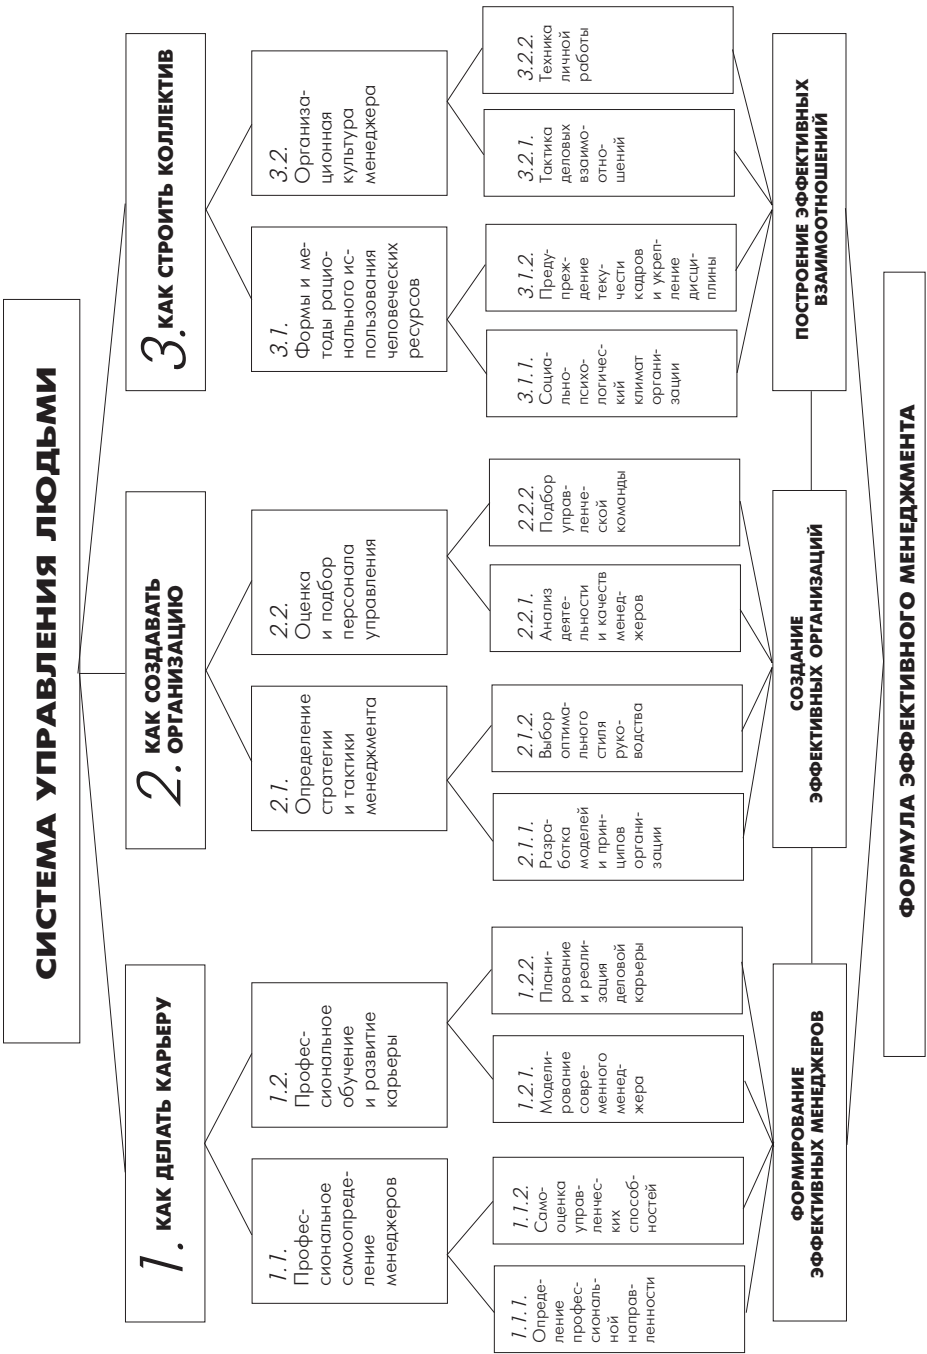 СИСТЕМА УПРАВЛЕНИЯ ЛЮДЬМИ
1. КАК ДЕЛАТЬ КАРЬЕРУ
2. КАК СОЗДАВАТЬ
ОРГАНИЗАЦИЮ
3. КАК СТРОИТЬ КОЛЛЕКТИВ
1.1.
Профес-
сиональное
самоопреде-
ление
менеджеров
1.2.
Професси-
сиональное
обучение
и развитие
карьеры
2.1.
Определение
стратегии
и тактики
менеджмента
2.2.
Оценка
и подбор
персонала
управления
3.1.
Формы и ме-
тоды рацио-
нального ис-
пользования
человеческих
ресурсов
3.2.
Организа-
ционная
культура
менеджера
1.1.1.
Опреде-
ление
профес-
сиональ-
ной
направ-
ленности
1.1.2.
Само-
оценка
управ-
ленчес-
ких
способ-
ностей
1.2.1.
Модели-
рование
совре-
менного
менед-
жера
1.2.2.
Плани-
рование
и реали-
зация
деловой
карьеры
2.1.1.
Разра-
ботка
моделей
и прин-
ципов
органи-
зации
2.1.2.
Выбор
оптима-
льного
стиля
руко-
водства
2.2.1.
Анализ
деяте-
льности
и качеств
менед-
жеров
2.2.2.
Подбор
управ-
ленче-
ской
команды
3.1.1.
Социа-
льно-
психо-
логичес-
кий
климат
органи-
зации
3.1.2.
Преду-
преж-
дение
теку-
чести
кадров
и укреп-
ление
дисци-
плины
3.2.1.
Тактика
деловых
взаимо-
отно-
шений
3.2.2.
Техника
личной
работы
ФОРМИРОВАНИЕ
ЭФФЕКТИВНЫХ МЕНЕДЖЕРОВ
СОЗДАНИЕ
ЭФФЕКТИВНЫХ ОРГАНИЗАЦИЙ
ПОСТРОЕНИЕ ЭФФЕКТИВНЫХ
ВЗАИМООТНОШЕНИЙ
ФОРМУЛА ЭФФЕКТИВНОГО МЕНЕДЖМЕНТА